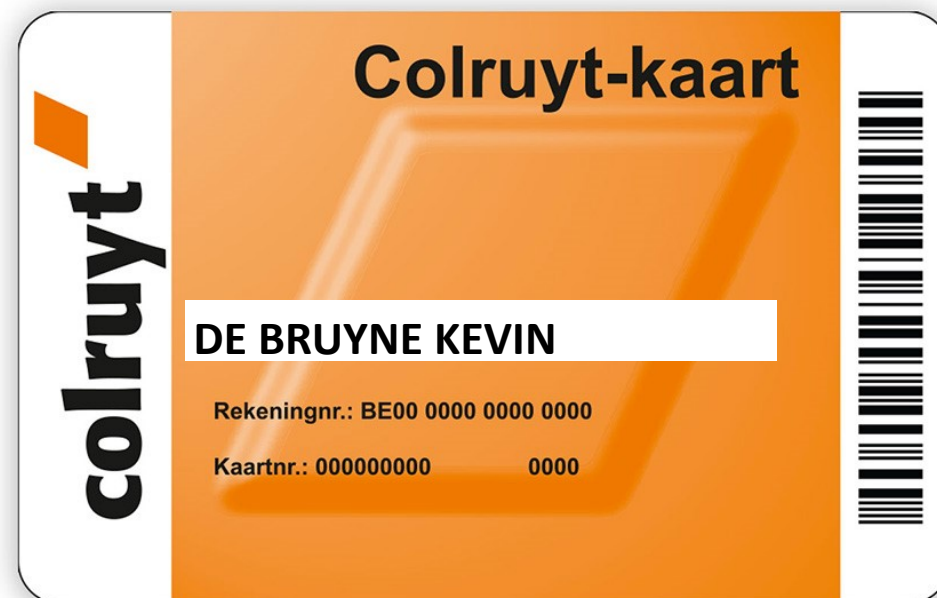 colruyt
Colruyt-kaart
DE BRUYNE KEVIN
Rekeningnr.: BE00 0000 0000 0000
Kaartnr.: 000000000 0000